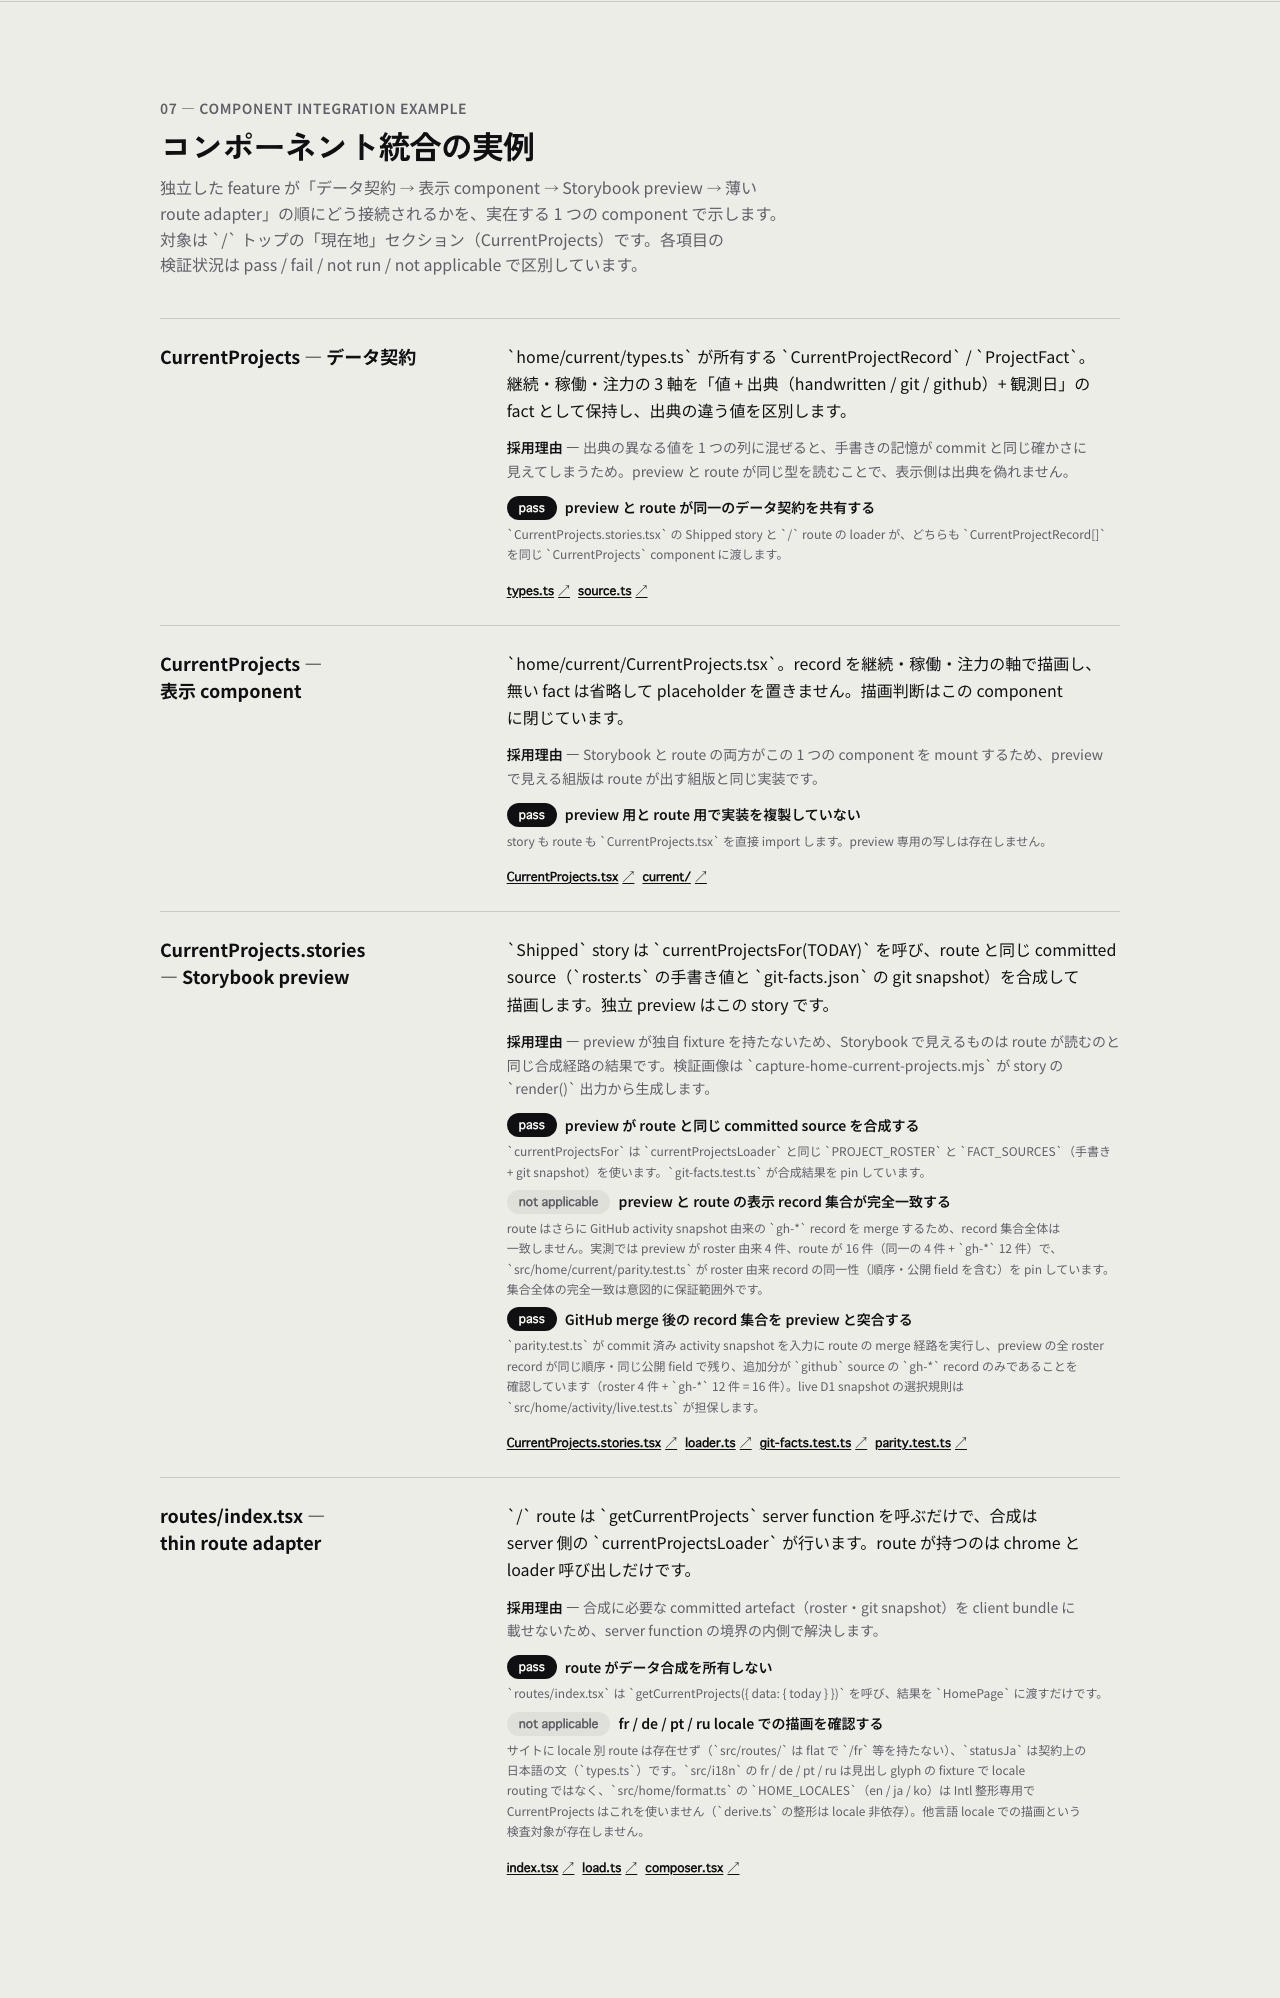 07 — COMPONENT INTEGRATION EXAMPLE
コンポーネント統合の実例
独立した feature が「データ契約 → 表示 component → Storybook preview → 薄い
route adapter」の順にどう接続されるかを、実在する 1 つの component で示します。
対象は `/` トップの「現在地」セクション（CurrentProjects）です。各項目の
検証状況は pass / fail / not run / not applicable で区別しています。
CurrentProjects — データ契約
`home/current/types.ts` が所有する `CurrentProjectRecord` / `ProjectFact`。
継続・稼働・注力の 3 軸を「値 + 出典（handwritten / git / github）+ 観測日」の
fact として保持し、出典の違う値を区別します。
採用理由 — 出典の異なる値を 1 つの列に混ぜると、手書きの記憶が commit と同じ確かさに
見えてしまうため。preview と route が同じ型を読むことで、表示側は出典を偽れません。
pass preview と route が同一のデータ契約を共有する
`CurrentProjects.stories.tsx` の Shipped story と `/` route の loader が、どちらも `CurrentProjectRecord[]`
を同じ `CurrentProjects` component に渡します。
types.ts ↗ source.ts ↗
CurrentProjects —
表示 component
`home/current/CurrentProjects.tsx`。record を継続・稼働・注力の軸で描画し、
無い fact は省略して placeholder を置きません。描画判断はこの component
に閉じています。
採用理由 — Storybook と route の両方がこの 1 つの component を mount するため、preview
で見える組版は route が出す組版と同じ実装です。
pass preview 用と route 用で実装を複製していない
story も route も `CurrentProjects.tsx` を直接 import します。preview 専用の写しは存在しません。
CurrentProjects.tsx ↗ current/ ↗
CurrentProjects.stories
— Storybook preview
`Shipped` story は `currentProjectsFor(TODAY)` を呼び、route と同じ committed
source（`roster.ts` の手書き値と `git-facts.json` の git snapshot）を合成して
描画します。独立 preview はこの story です。
採用理由 — preview が独自 fixture を持たないため、Storybook で見えるものは route が読むのと
同じ合成経路の結果です。検証画像は `capture-home-current-projects.mjs` が story の
`render()` 出力から生成します。
pass preview が route と同じ committed source を合成する
`currentProjectsFor` は `currentProjectsLoader` と同じ `PROJECT_ROSTER` と `FACT_SOURCES`（手書き
+ git snapshot）を使います。`git-facts.test.ts` が合成結果を pin しています。
not applicable preview と route の表示 record 集合が完全一致する
route はさらに GitHub activity snapshot 由来の `gh-*` record を merge するため、record 集合全体は
一致しません。実測では preview が roster 由来 4 件、route が 16 件（同一の 4 件 + `gh-*` 12 件）で、
`src/home/current/parity.test.ts` が roster 由来 record の同一性（順序・公開 field を含む）を pin しています。
集合全体の完全一致は意図的に保証範囲外です。
pass GitHub merge 後の record 集合を preview と突合する
`parity.test.ts` が commit 済み activity snapshot を入力に route の merge 経路を実行し、preview の全 roster
record が同じ順序・同じ公開 field で残り、追加分が `github` source の `gh-*` record のみであることを
確認しています（roster 4 件 + `gh-*` 12 件 = 16 件）。live D1 snapshot の選択規則は
`src/home/activity/live.test.ts` が担保します。
CurrentProjects.stories.tsx ↗ loader.ts ↗ git-facts.test.ts ↗ parity.test.ts ↗
routes/index.tsx —
thin route adapter
`/` route は `getCurrentProjects` server function を呼ぶだけで、合成は
server 側の `currentProjectsLoader` が行います。route が持つのは chrome と
loader 呼び出しだけです。
採用理由 — 合成に必要な committed artefact（roster・git snapshot）を client bundle に
載せないため、server function の境界の内側で解決します。
pass route がデータ合成を所有しない
`routes/index.tsx` は `getCurrentProjects({ data: { today } })` を呼び、結果を `HomePage` に渡すだけです。
not applicable fr / de / pt / ru locale での描画を確認する
サイトに locale 別 route は存在せず（`src/routes/` は flat で `/fr` 等を持たない）、`statusJa` は契約上の
日本語の文（`types.ts`）です。`src/i18n` の fr / de / pt / ru は見出し glyph の fixture で locale
routing ではなく、`src/home/format.ts` の `HOME_LOCALES`（en / ja / ko）は Intl 整形専用で
CurrentProjects はこれを使いません（`derive.ts` の整形は locale 非依存）。他言語 locale での描画という
検査対象が存在しません。
index.tsx ↗ load.ts ↗ composer.tsx ↗